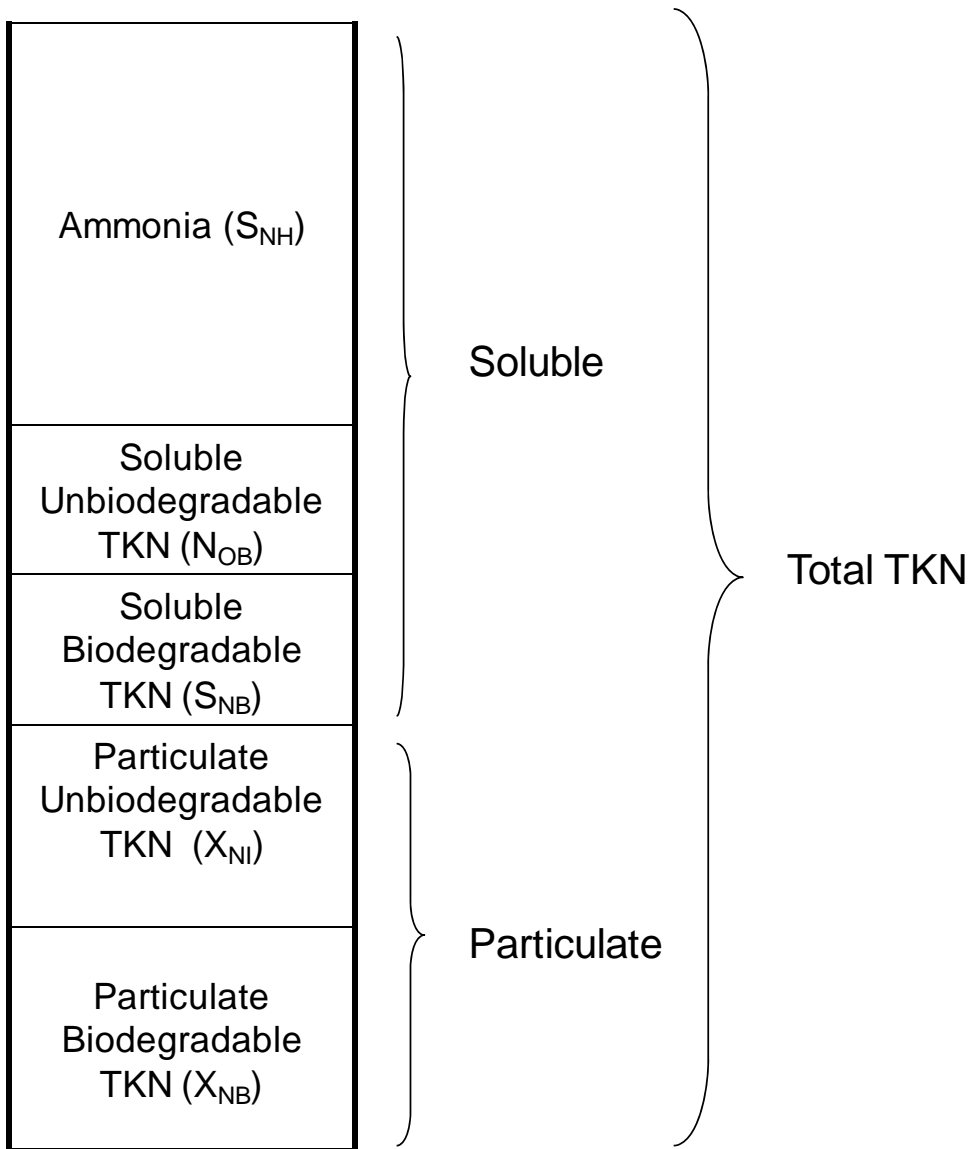 Ammonia (S_NH)
Soluble
Unbiodegradable
TKN (N_OB)
Soluble
Biodegradable
TKN (S_NB)
Particulate
Unbiodegradable
TKN (X_NI)
Particulate
Biodegradable
TKN (X_NB)
Soluble
Particulate
Total TKN